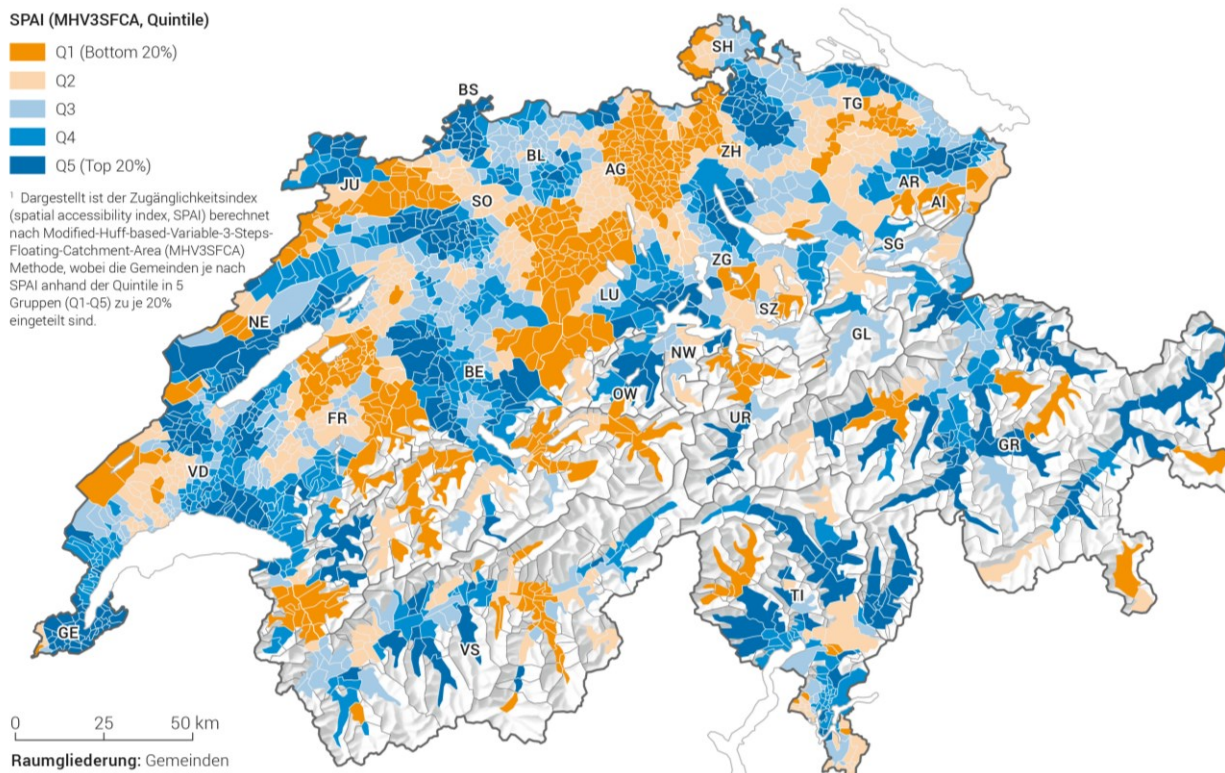 SPAI (MHV3SFCA, Quintile)
Q1 (Bottom 20%)
Q2
Q3
Q4
Q5 (Top 20%)
¹ Dargestellt ist der Zugänglichkeitsindex
(spatial accessibility index, SPAI) berechnet
nach Modified-Huff-based-Variable-3-Steps-
Floating-Catchment-Area (MHV3SFCA)
Methode, wobei die Gemeinden je nach
SPAI anhand der Quintile in 5
Gruppen (Q1-Q5) zu je 20%
eingeteilt sind.
SH
BS
TG
BL
ZH
AG
JU
AR
SO
AI
SG
ZG
LU
SZ
NE
GL
NW
BE
OW
FR
UR
GR
VD
TI
GE
VS
0 25 50 km
Raumgliederung: Gemeinden